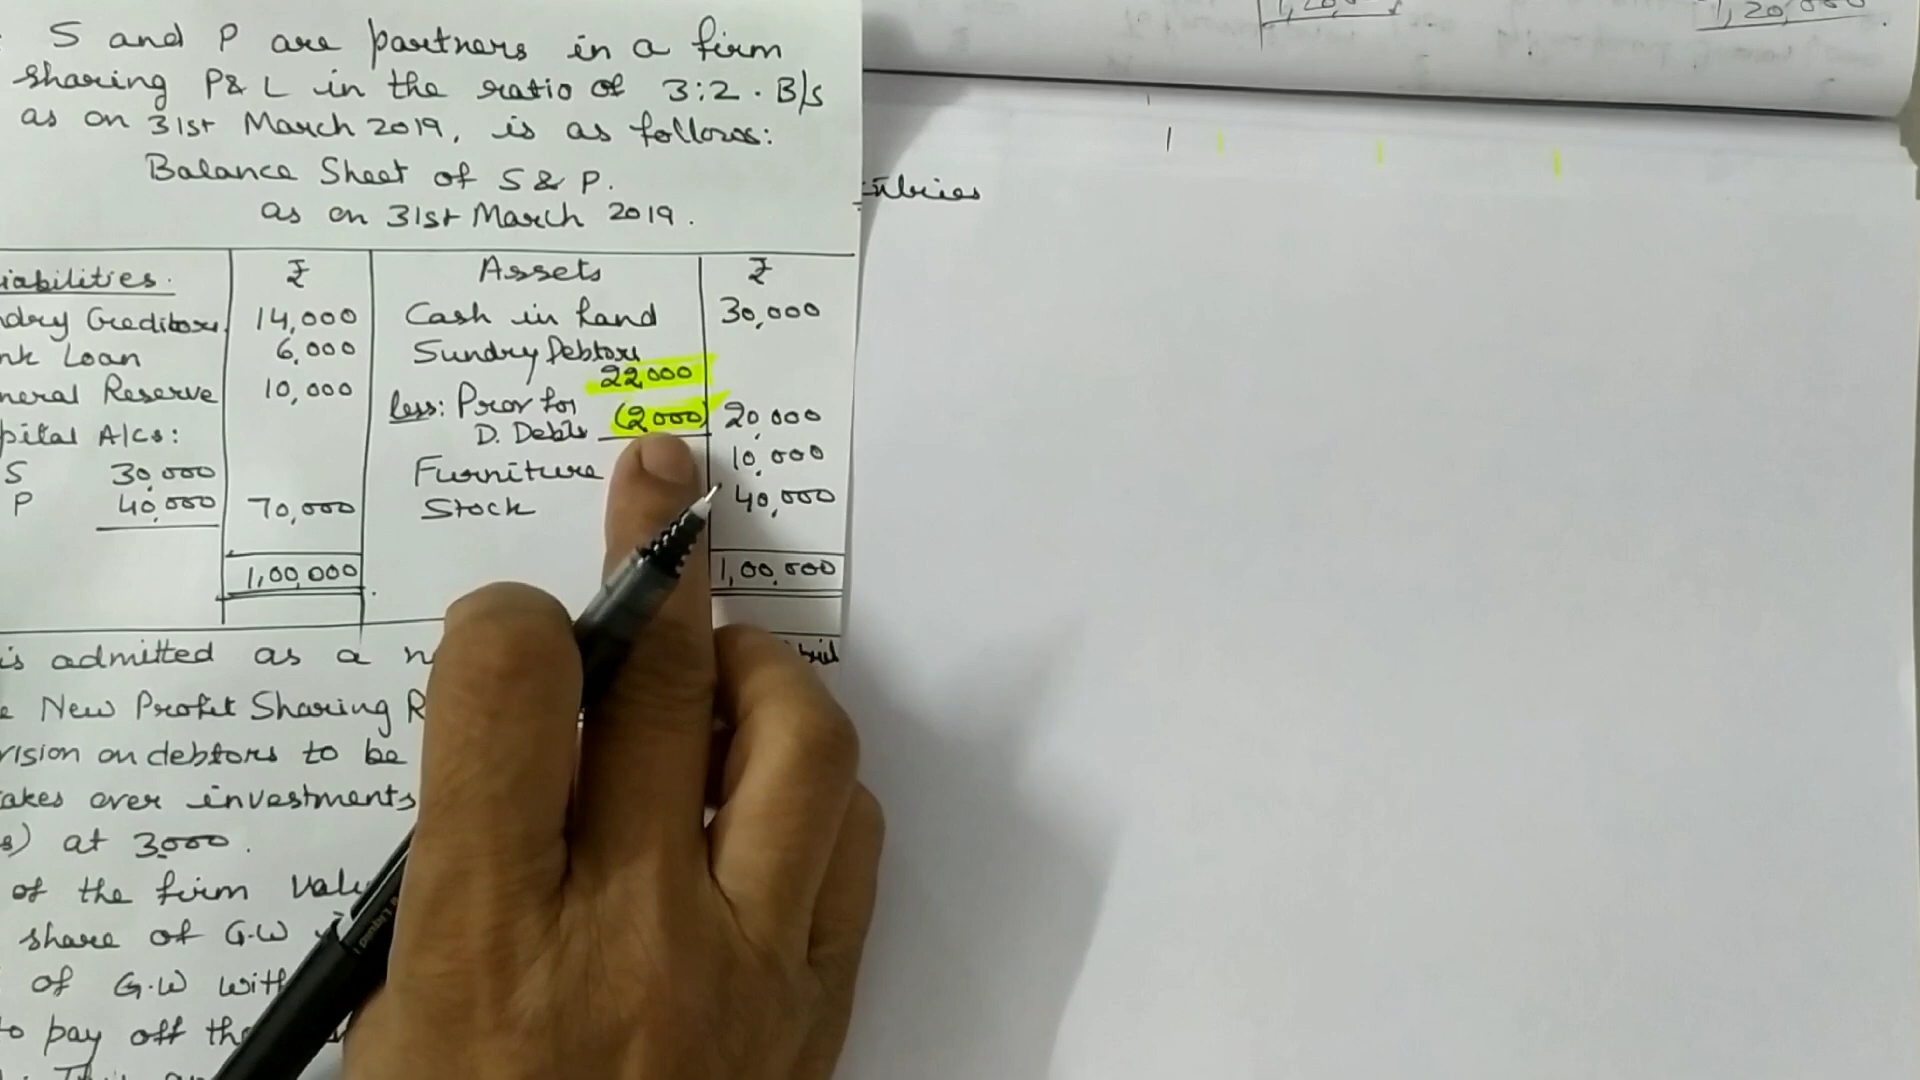 S and P are partners in a firm
sharing P&L in the ratio of 3:2. B/s
as on 31st March 2019, is as follows:
Balance Sheet of S & P.
as on 31st March 2019.
iabilities. ₹ Assets ₹
ndry Creditors 14,000 Cash in hand 30,000
nk Loan 6,000 Sundry Debtors
22,000
neral Reserve 10,000 less: Prov for (2000) 20,000
D. Debts
pital A/cs:
S 30,000 Furniture 10,000
P 40,000 70,000 Stock 40,000
1,00,000 1,00,000
is admitted as a n
e New Profit Sharing R
vision on debtors to be
akes over investments
s) at 3000.
of the firm Valu
share of G.W
of G.W with
to pay off the
1,20,000